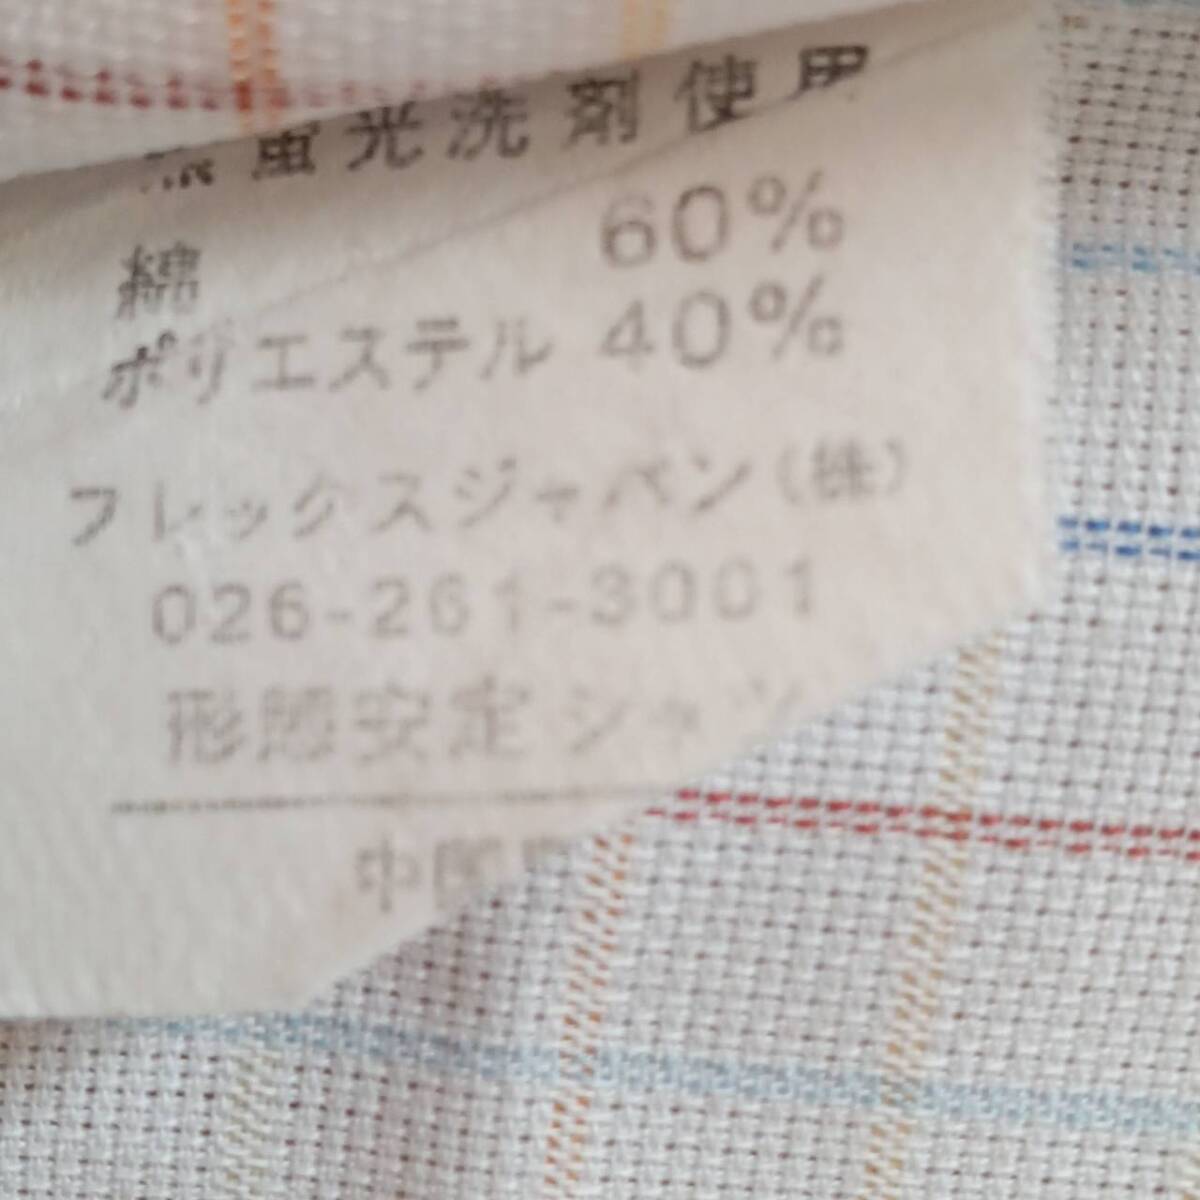 無蛍光洗剤使用
綿 60%
ポリエステル 40%
フレックスジャパン(株)
026-261-3001
形態安定シャツ
中国